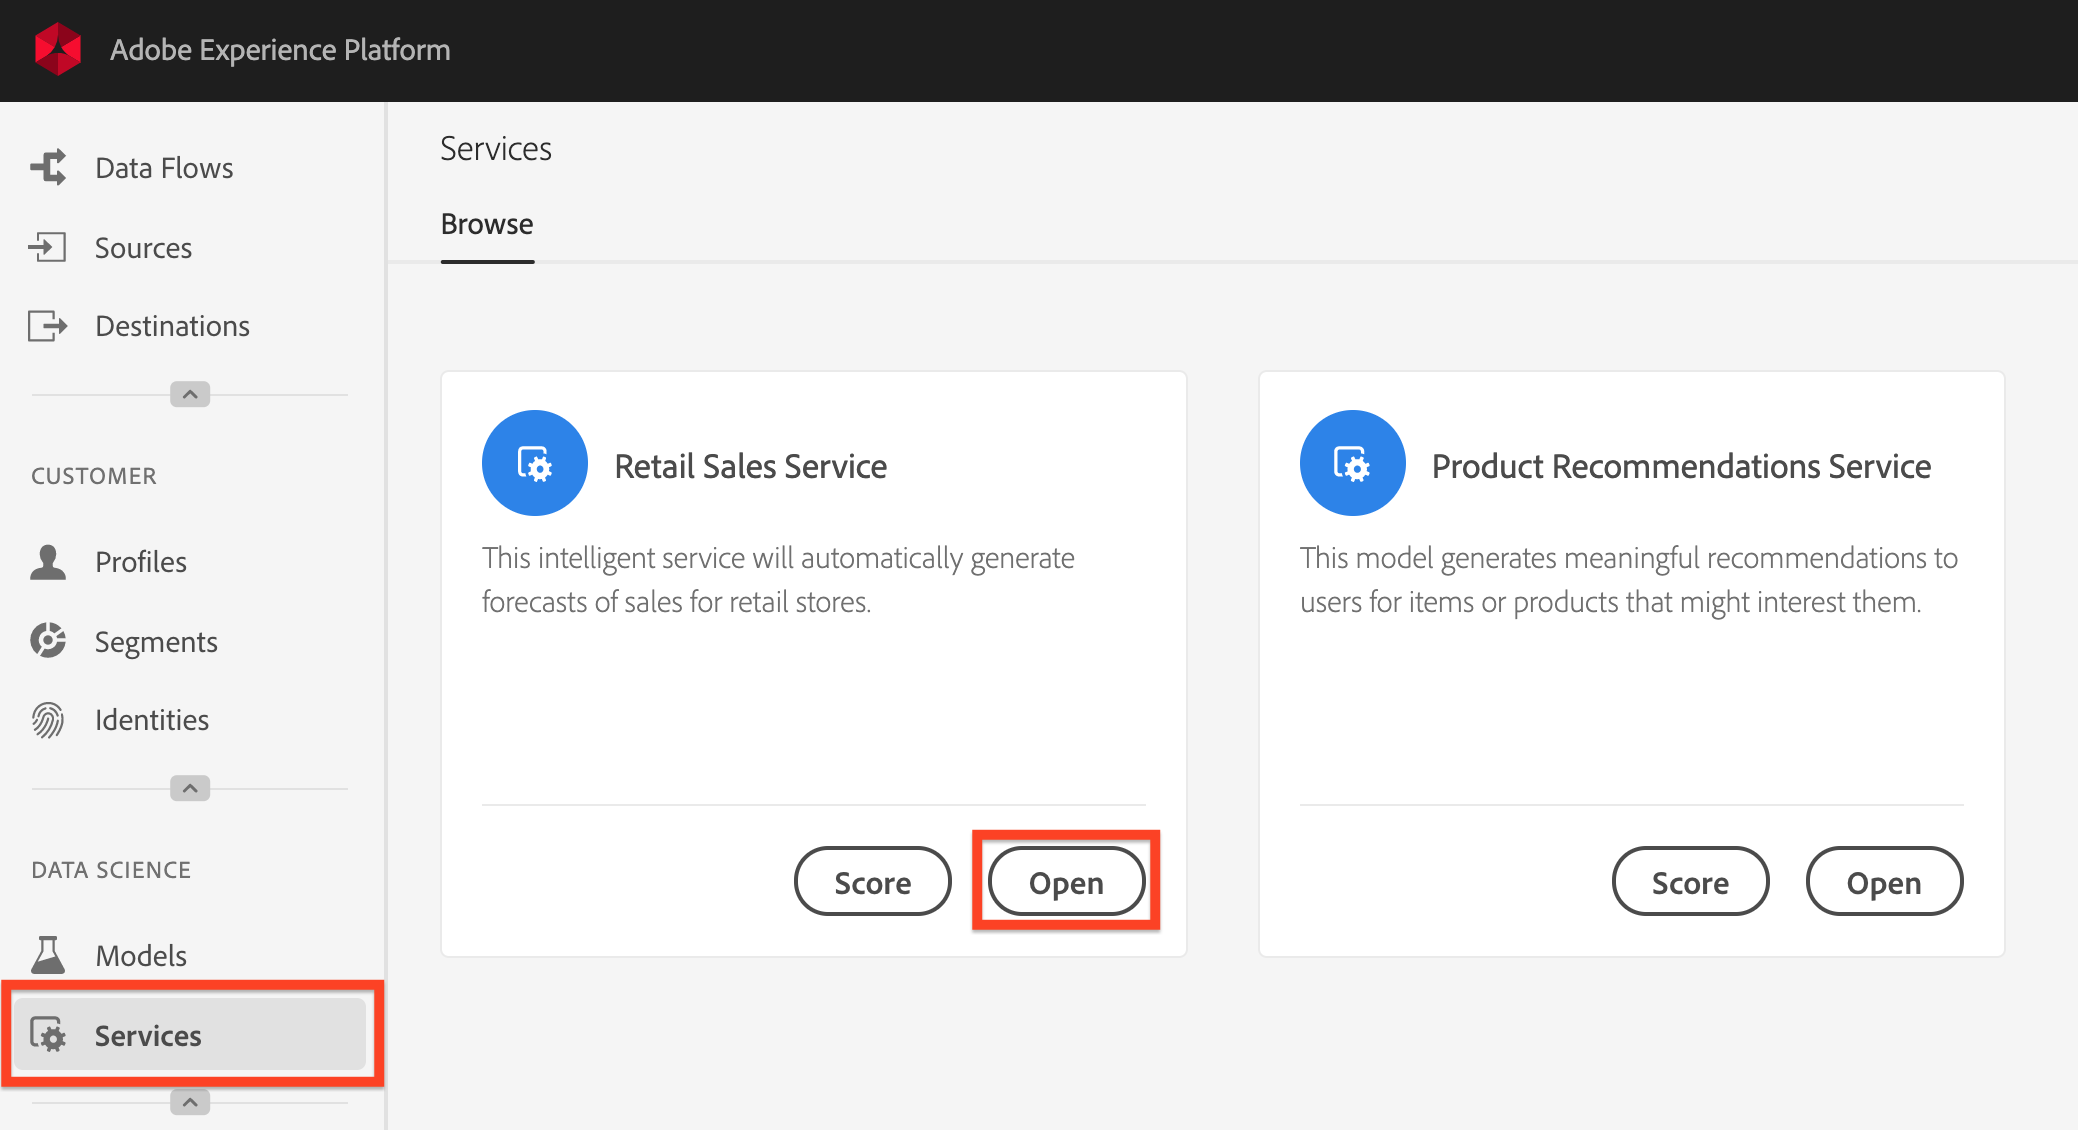 Adobe Experience Platform
Data Flows
Sources
Destinations
CUSTOMER
Profiles
Segments
Identities
DATA SCIENCE
Models
Services
Services
Browse
Retail Sales Service
This intelligent service will automatically generate
forecasts of sales for retail stores.
Score
Open
Product Recommendations Service
This model generates meaningful recommendations to
users for items or products that might interest them.
Score
Open